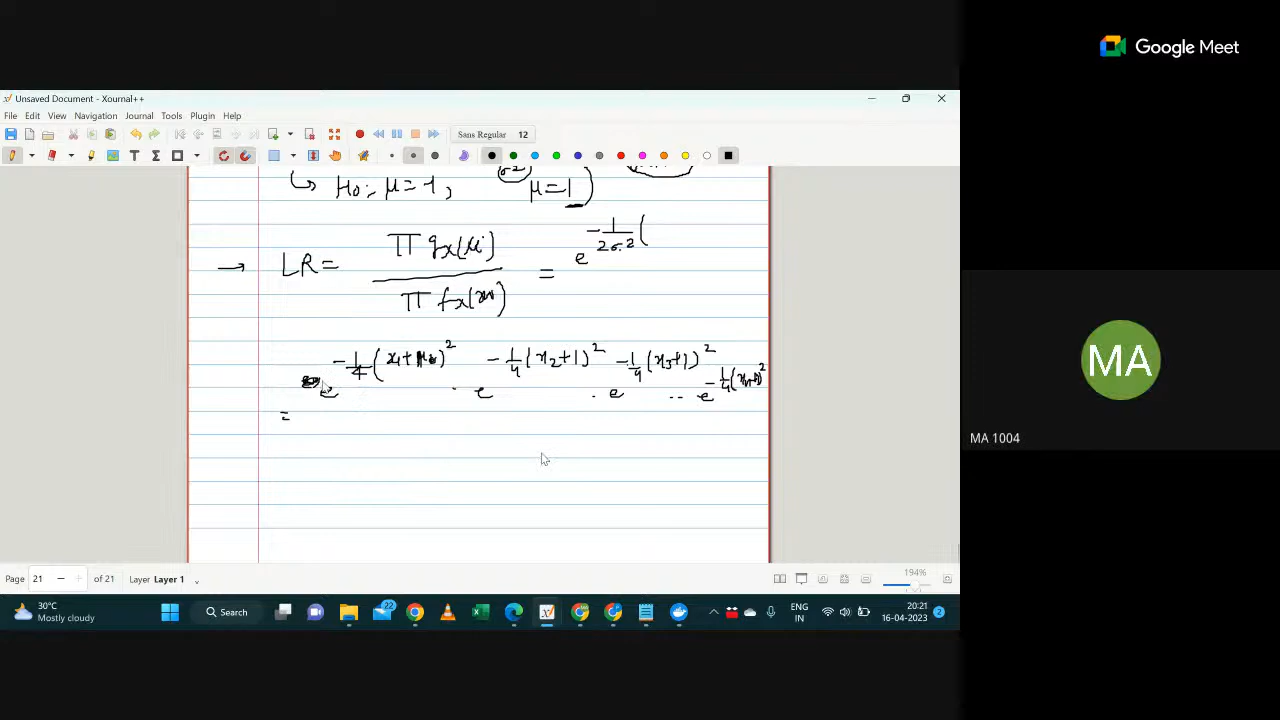 Google Meet
Unsaved Document - Xournal++
File Edit View Navigation Journal Tools Plugin Help
Sans Regular 12
H₀: μ = -1, μ = 1)
→ LR = Π gₓ(xᵢ) / Π fₓ(xᵢ) = e^(-1/2σ²(
e^(-1/4(x₁+ )²) . e^(-1/4(x₂+1)²) . e^(-1/4(x₃+1)²) .. e^(-1/4( )²)
=
MA
MA 1004
Page 21 of 21 Layer Layer 1
194%
30°C
Mostly cloudy
Search
22
ENG
IN
20:21
16-04-2023
2